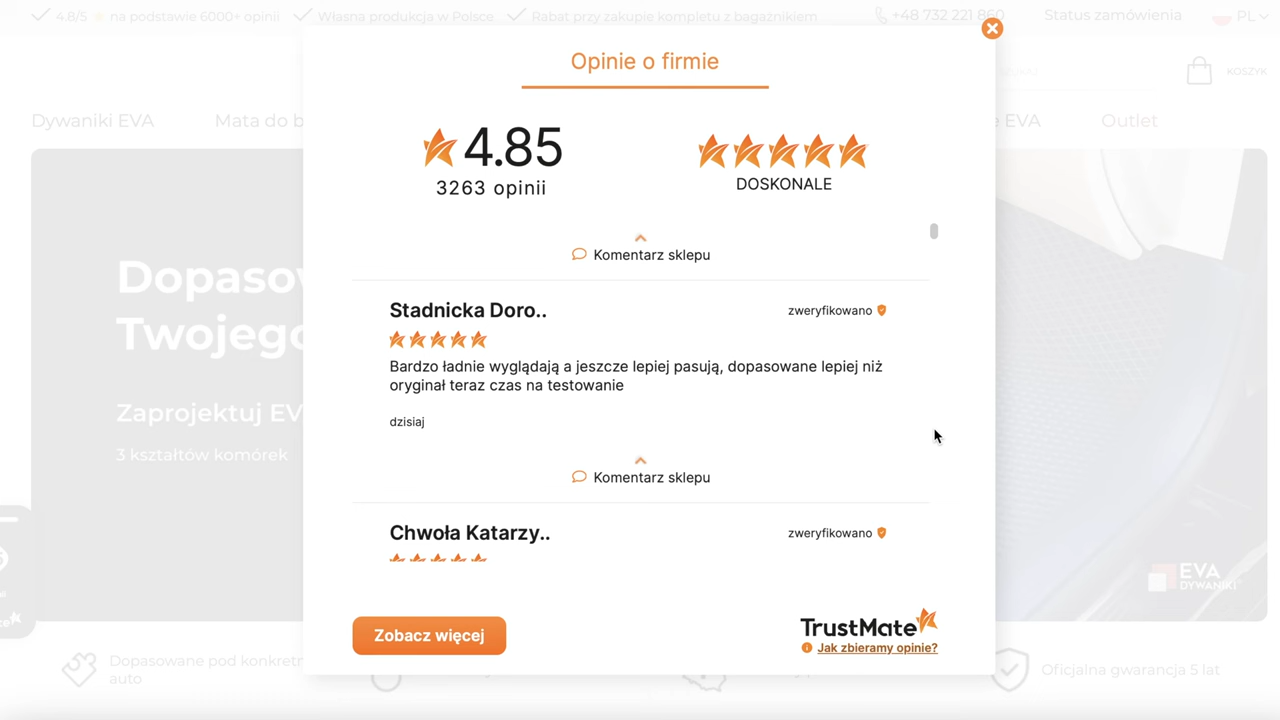 4.8/5 na podstawie 6000+ opinii
Własna produkcja w Polsce
Rabat przy zakupie kompletu z bagażnikiem
+48 732 221 860
Status zamówienia
PL
KOSZYK
Dywaniki EVA
Mata do b
e EVA
Outlet
Opinie o firmie
4.85
3263 opinii
DOSKONALE
Komentarz sklepu
Stadnicka Doro..
zweryfikowano
Bardzo ładnie wyglądają a jeszcze lepiej pasują, dopasowane lepiej niż
oryginał teraz czas na testowanie
dzisiaj
Komentarz sklepu
Chwoła Katarzy..
zweryfikowano
Dopasow
Twojego
Zaprojektuj EV
3 kształtów komórek
EVA
DYWANIKI
Zobacz więcej
TrustMate
Jak zbieramy opinie?
Dopasowane pod konkretn
auto
Oficjalna gwarancja 5 lat